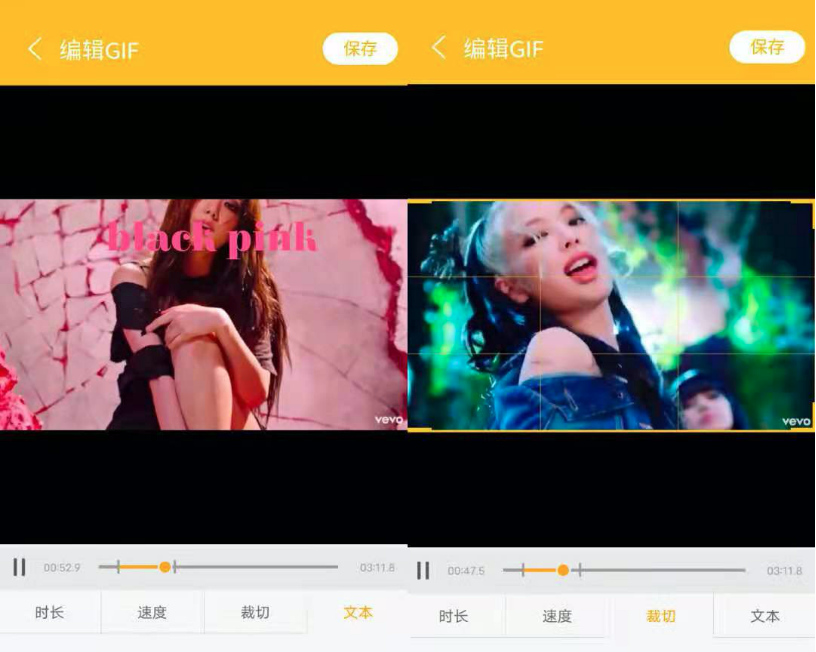 编辑GIF
保存
black pink
vevo
00:52.9
03:11.8
时长
速度
裁切
文本
编辑GIF
保存
vevo
00:47.5
03:11.8
时长
速度
裁切
文本